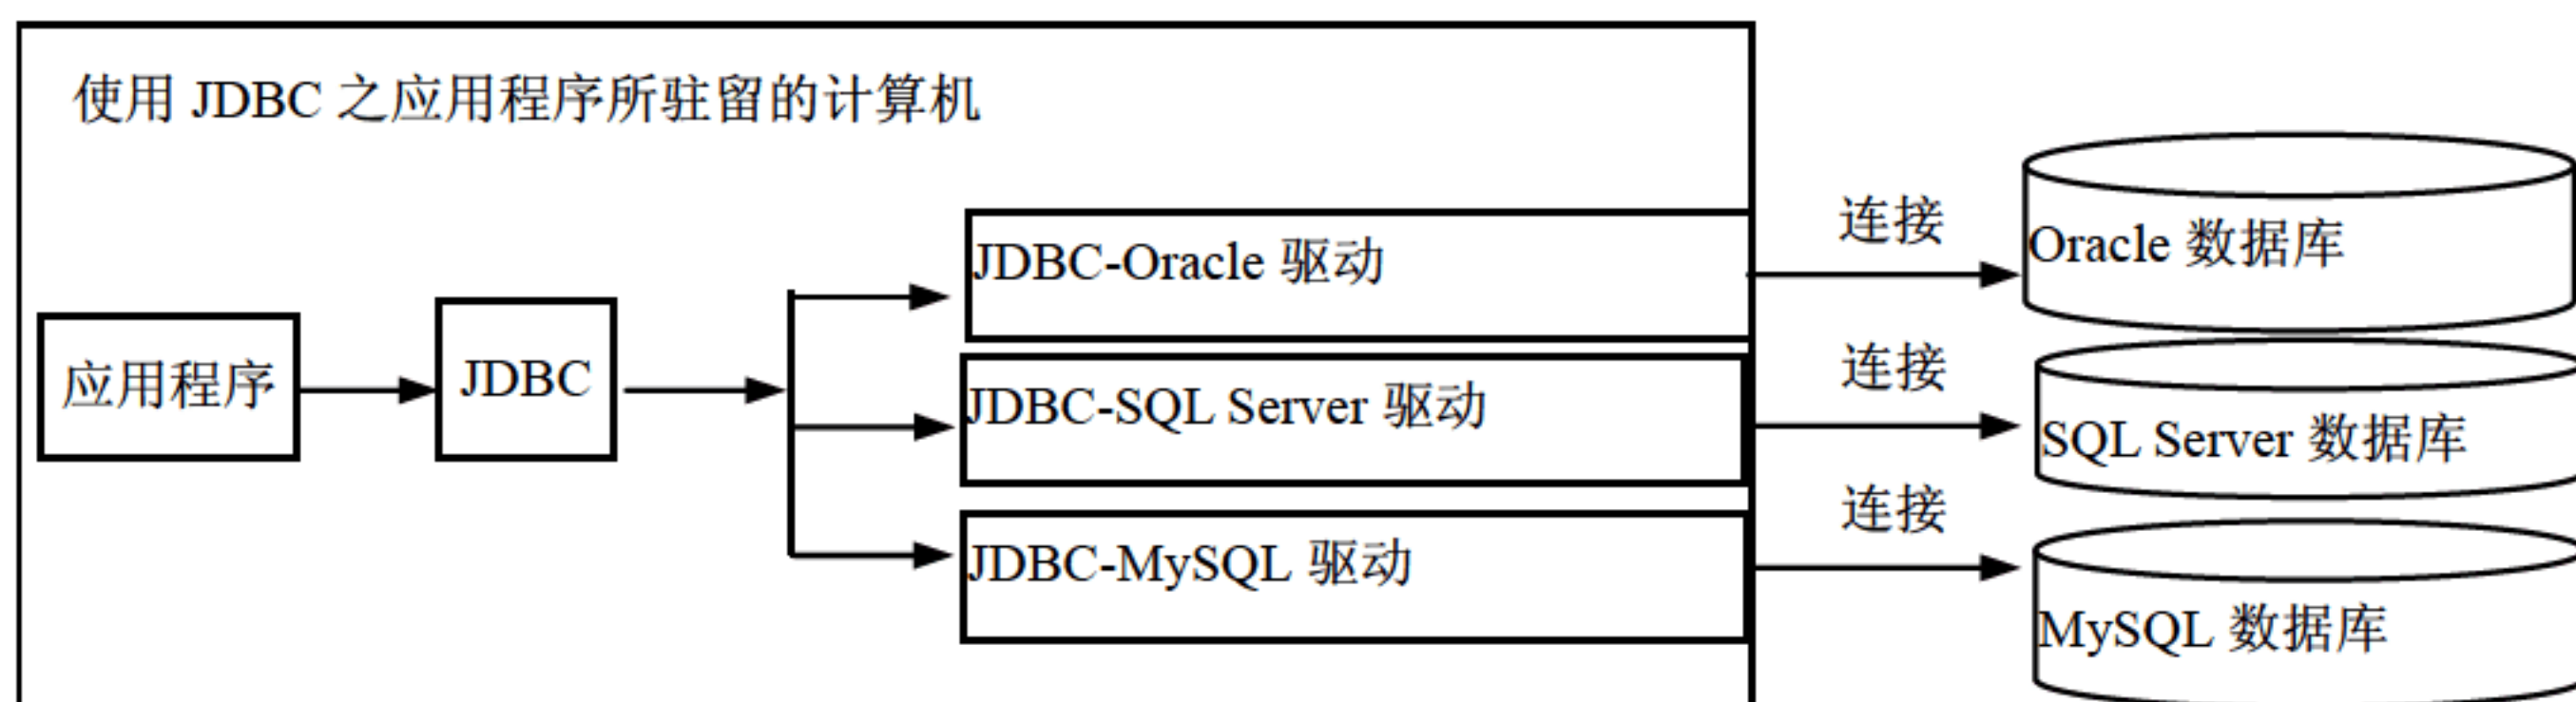 使用 JDBC 之应用程序所驻留的计算机
应用程序
JDBC
JDBC-Oracle 驱动
JDBC-SQL Server 驱动
JDBC-MySQL 驱动
连接
连接
连接
Oracle 数据库
SQL Server 数据库
MySQL 数据库